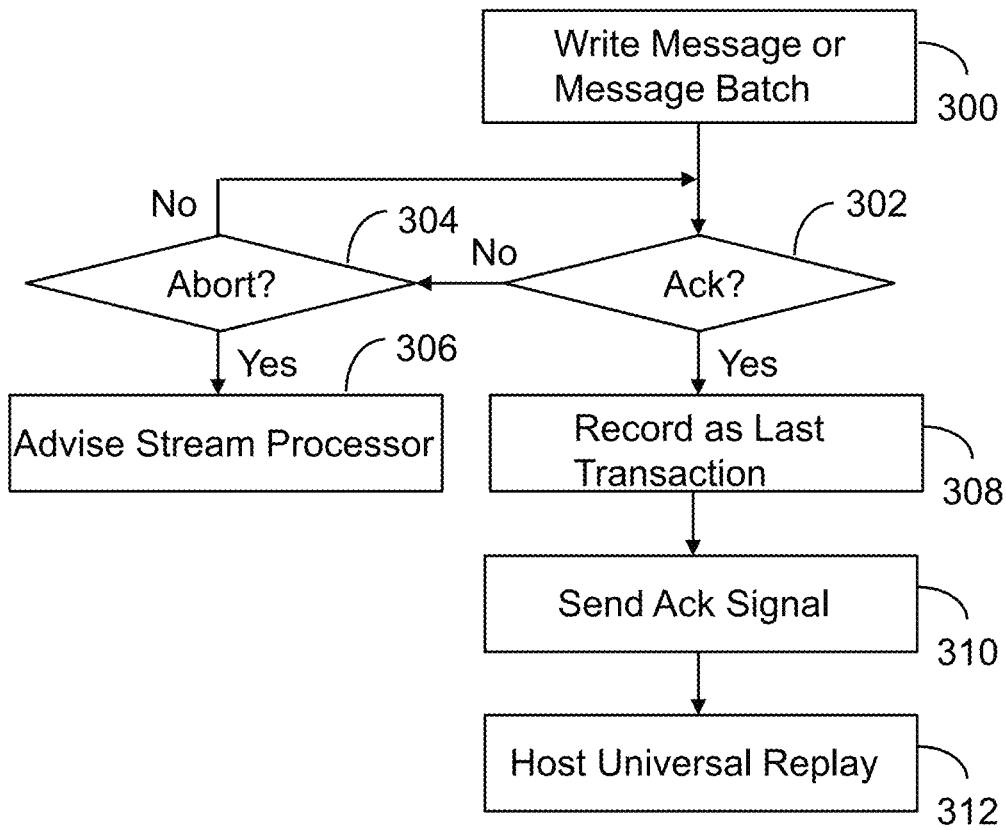 Write Message or
Message Batch
300
No
304
302
No
Abort?
Ack?
Yes
306
Yes
Advise Stream Processor
Record as Last
Transaction
308
Send Ack Signal
310
Host Universal Replay
312